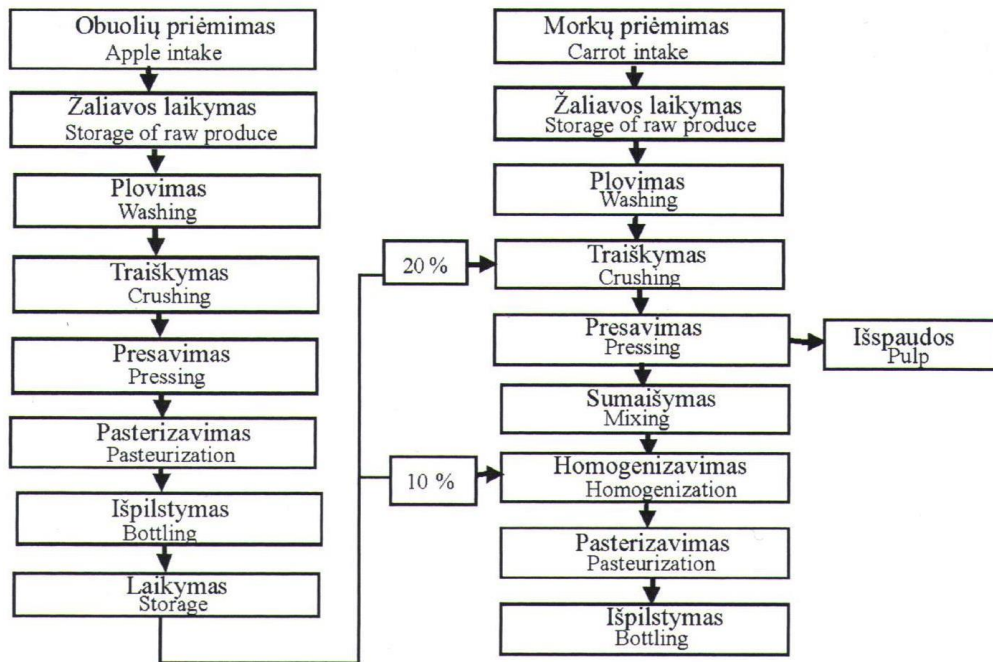 Obuolių priėmimas
Apple intake
Žaliavos laikymas
Storage of raw produce
Plovimas
Washing
Traiškymas
Crushing
Presavimas
Pressing
Pasterizavimas
Pasteurization
Išpilstymas
Bottling
Laikymas
Storage
20 %
10 %
Morkų priėmimas
Carrot intake
Žaliavos laikymas
Storage of raw produce
Plovimas
Washing
Traiškymas
Crushing
Presavimas
Pressing
Sumaišymas
Mixing
Homogenizavimas
Homogenization
Pasterizavimas
Pasteurization
Išpilstymas
Bottling
Išspaudos
Pulp